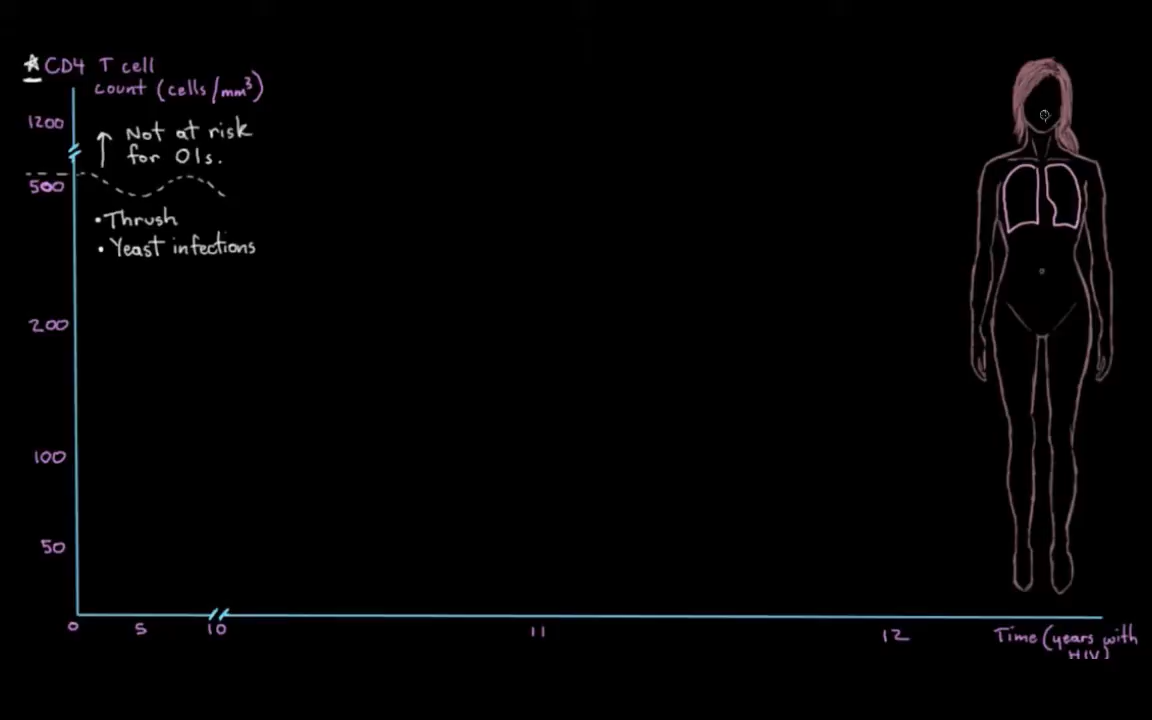 ☆CD4 T cell
count (cells/mm³)
1200
↑ Not at risk
for OIs.
500
• Thrush
• Yeast infections
200
100
50
0 5 10 11 12 Time (years with
HIV)